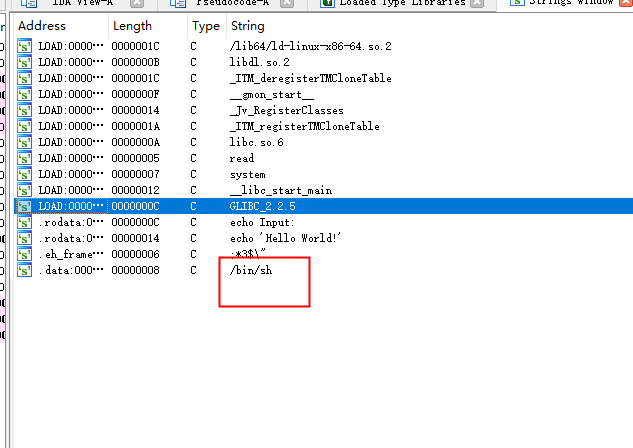 IDA View-A Pseudocode-A Loaded Type Libraries Strings window
Address Length Type String
LOAD:0000… 0000001C C /lib64/ld-linux-x86-64.so.2
LOAD:0000… 0000000B C libdl.so.2
LOAD:0000… 0000001C C _ITM_deregisterTMCloneTable
LOAD:0000… 0000000F C __gmon_start__
LOAD:0000… 00000014 C _Jv_RegisterClasses
LOAD:0000… 0000001A C _ITM_registerTMCloneTable
LOAD:0000… 0000000A C libc.so.6
LOAD:0000… 00000005 C read
LOAD:0000… 00000007 C system
LOAD:0000… 00000012 C __libc_start_main
LOAD:0000… 0000000C C GLIBC_2.2.5
.rodata:0… 0000000C C echo Input:
.rodata:0… 00000014 C echo 'Hello World!'
.eh_frame… 00000006 C ;*3$\"
.data:000… 00000008 C /bin/sh